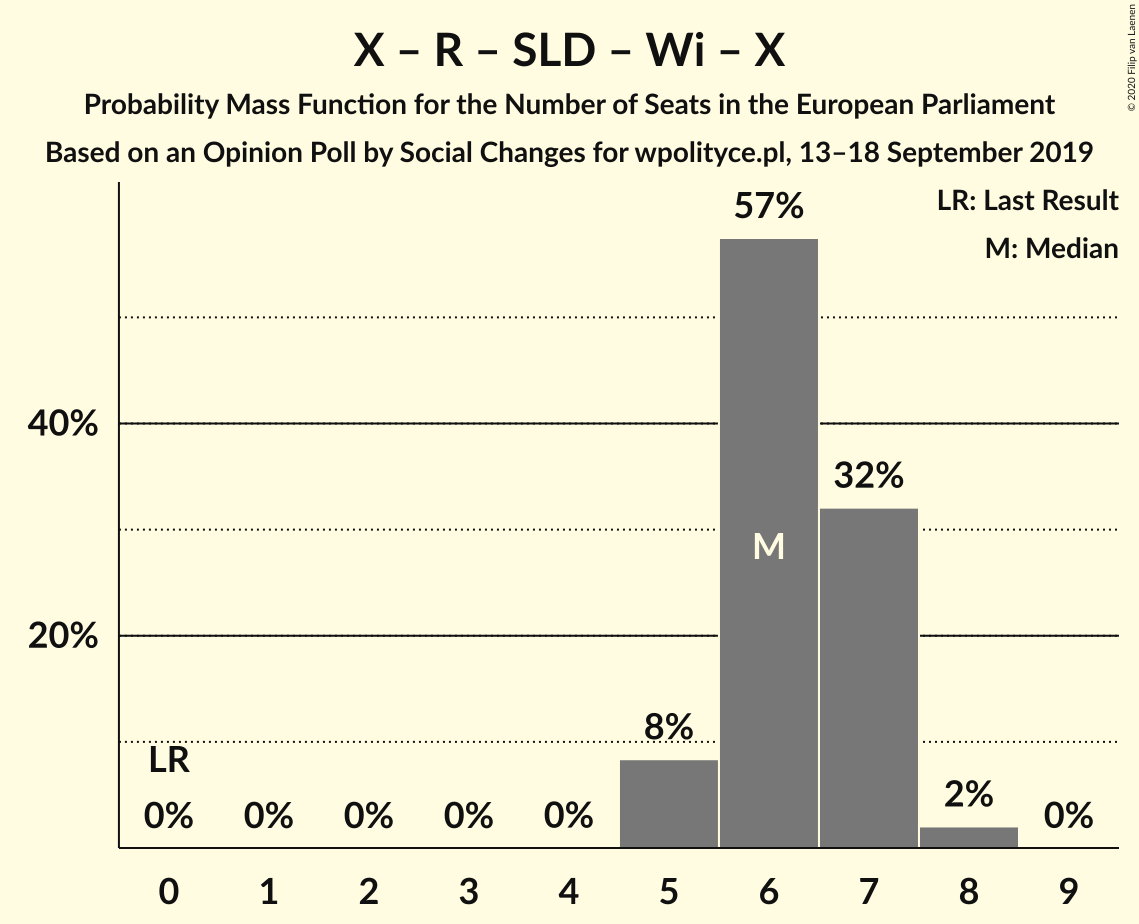 X – R – SLD – Wi – X
Probability Mass Function for the Number of Seats in the European Parliament
Based on an Opinion Poll by Social Changes for wpolityce.pl, 13–18 September 2019
© 2020 Filip van Laenen
LR: Last Result
M: Median
57%
40%
32%
M
20%
8%
LR
2%
0% 0% 0% 0% 0% 0%
0 1 2 3 4 5 6 7 8 9